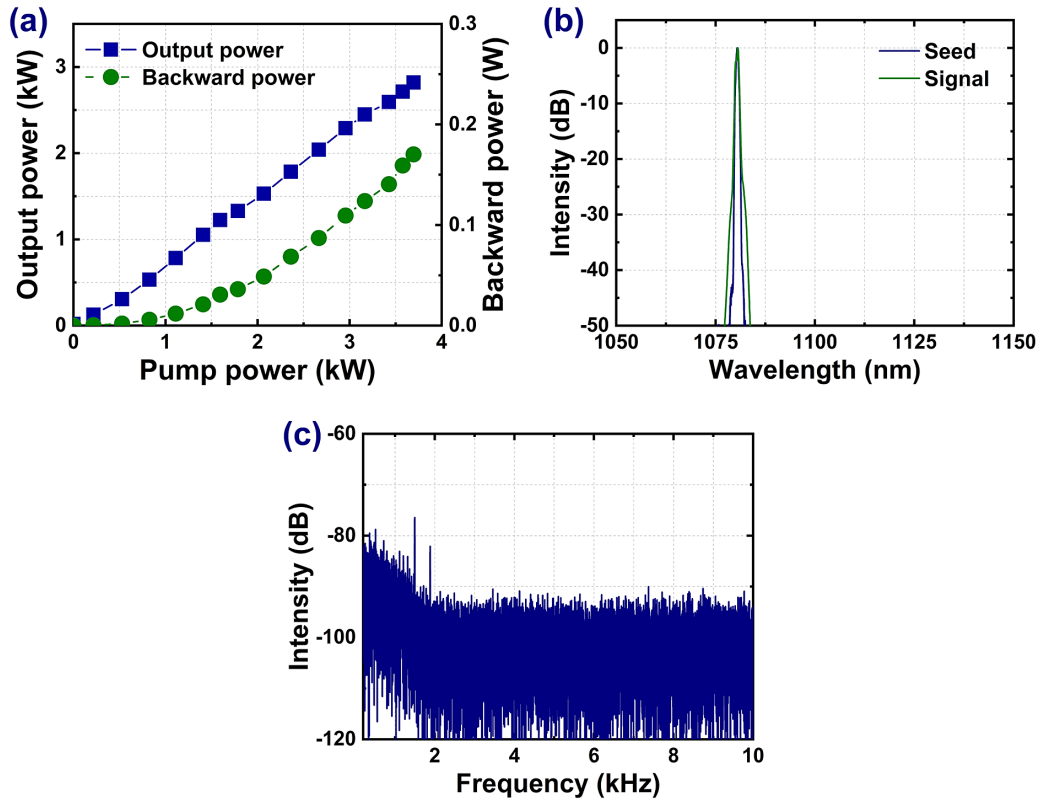 (a)
Output power
Backward power
Output power (kW)
3
2
1
0
0.3
0.2
0.1
0.0
Backward power (W)
0 1 2 3 4
Pump power (kW)
(b)
Seed
Signal
Intensity (dB)
0
-10
-20
-30
-40
-50
1050 1075 1100 1125 1150
Wavelength (nm)
(c)
Intensity (dB)
-60
-80
-100
-120
2 4 6 8 10
Frequency (kHz)